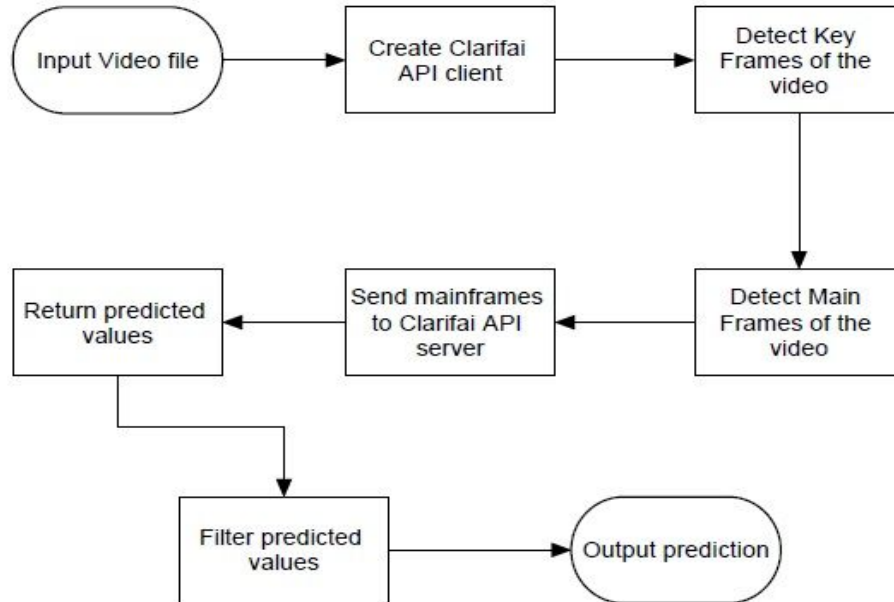 Input Video file
Create Clarifai
API client
Detect Key
Frames of the
video
Detect Main
Frames of the
video
Send mainframes
to Clarifai API
server
Return predicted
values
Filter predicted
values
Output prediction